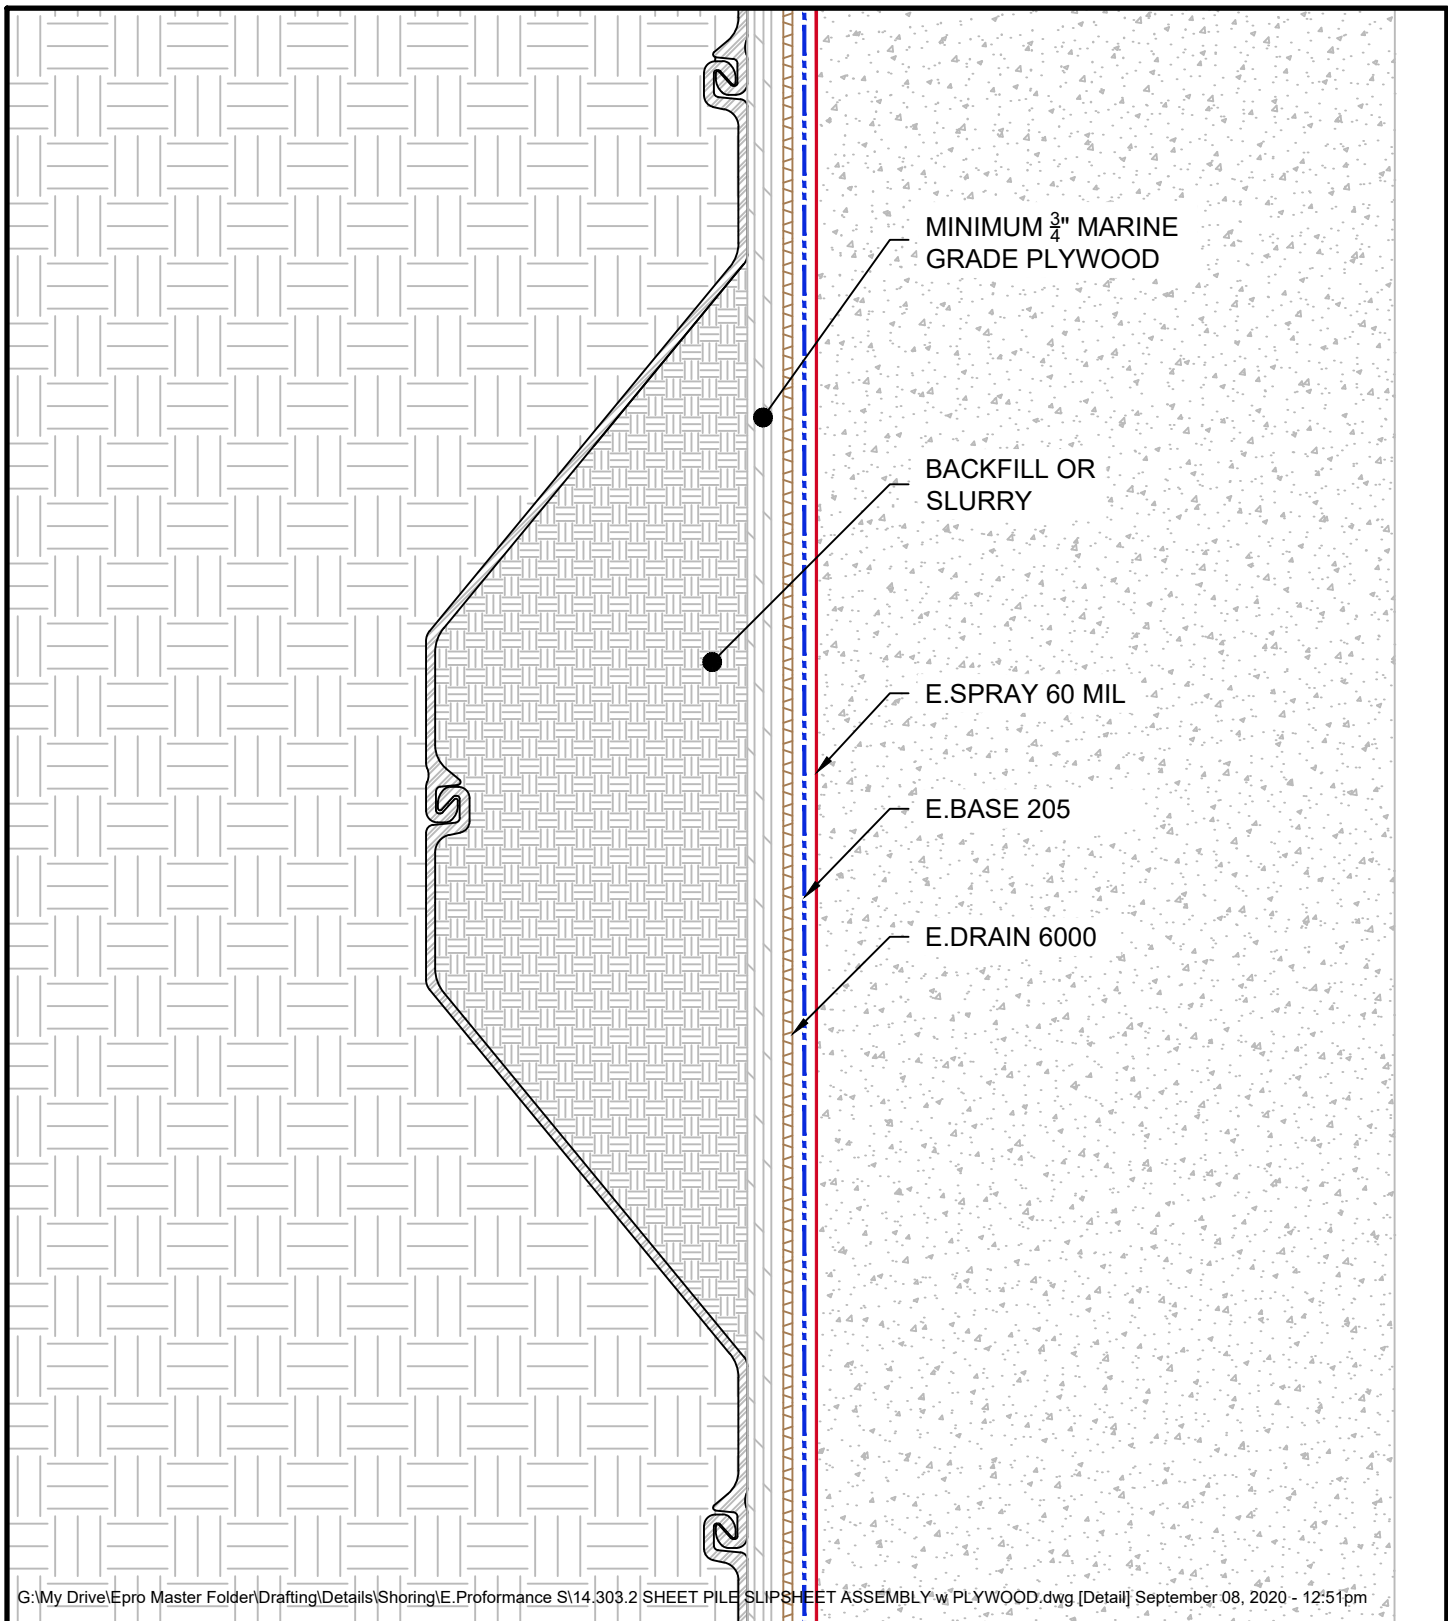 MINIMUM 3/4" MARINE
GRADE PLYWOOD
BACKFILL OR
SLURRY
E.SPRAY 60 MIL
E.BASE 205
E.DRAIN 6000
G:\My Drive\Epro Master Folder\Drafting\Details\Shoring\E.Proformance S\14.303.2 SHEET PILE SLIPSHEET ASSEMBLY w PLYWOOD.dwg [Detail] September 08, 2020 - 12:51pm